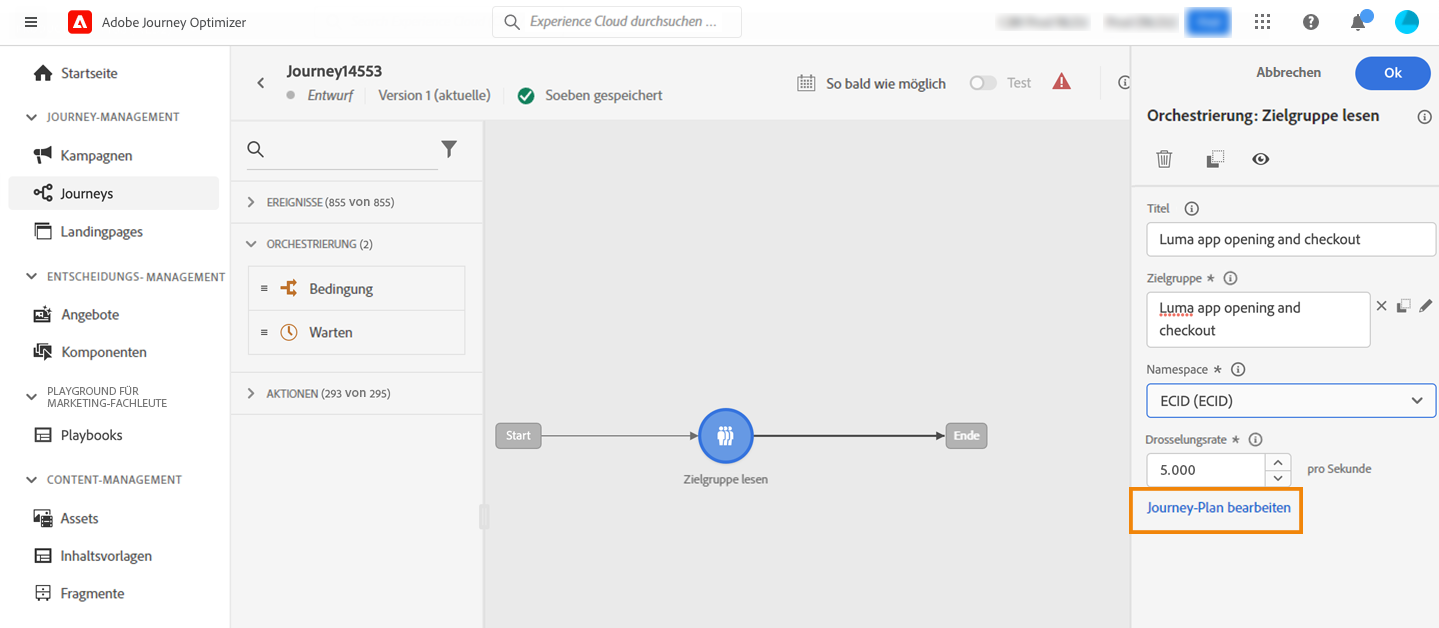 Adobe Journey Optimizer
Experience Cloud durchsuchen ...
Startseite
JOURNEY-MANAGEMENT
Kampagnen
Journeys
Landingpages
ENTSCHEIDUNGS- MANAGEMENT
Angebote
Komponenten
PLAYGROUND FÜR
MARKETING-FACHLEUTE
Playbooks
CONTENT-MANAGEMENT
Assets
Inhaltsvorlagen
Fragmente
Journey14553
Entwurf
Version 1 (aktuelle)
Soeben gespeichert
So bald wie möglich
Test
EREIGNISSE (855 von 855)
ORCHESTRIERUNG (2)
Bedingung
Warten
AKTIONEN (293 von 295)
Start
Zielgruppe lesen
Ende
Abbrechen
Ok
Orchestrierung: Zielgruppe lesen
Titel
Luma app opening and checkout
Zielgruppe *
Luma app opening and
checkout
Namespace *
ECID (ECID)
Drosselungsrate *
5.000
pro Sekunde
Journey-Plan bearbeiten